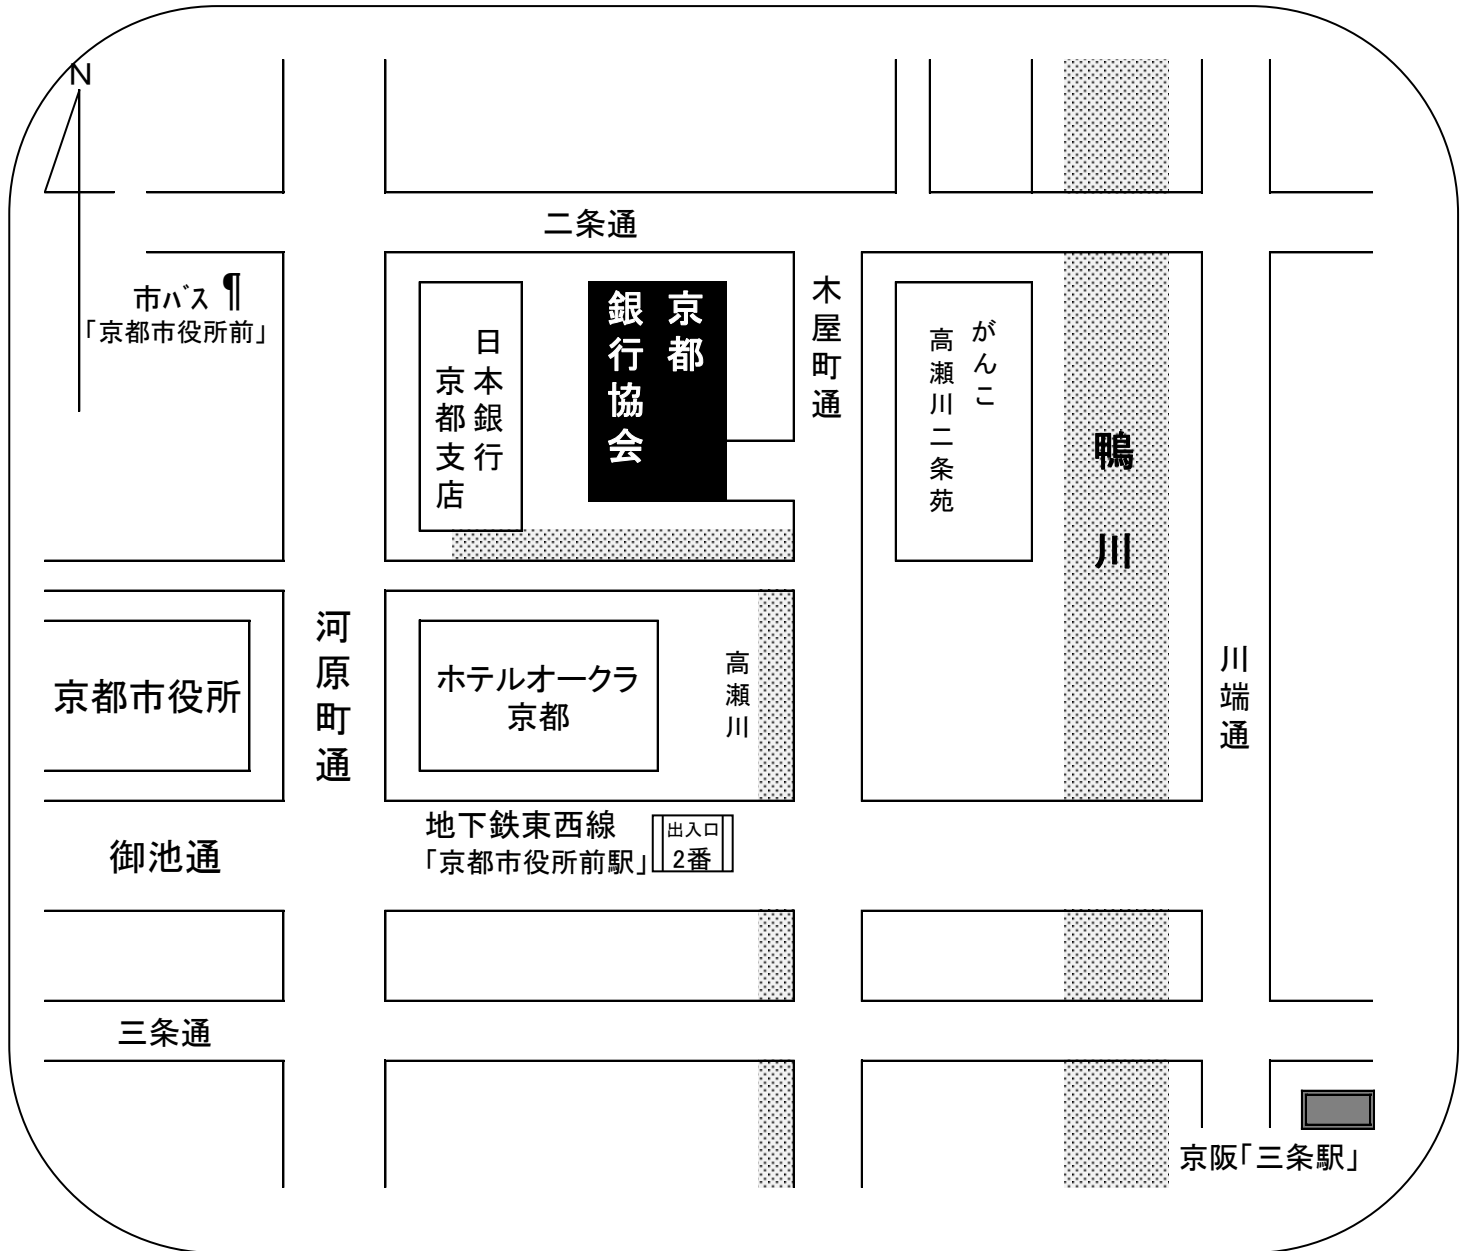 N
二条通
市バス ¶
「京都市役所前」
日本銀行
京都支店
京都
銀行協会
木屋町通
がんこ
高瀬川二条苑
鴨川
京都市役所
河原町通
ホテルオークラ
京都
高瀬川
川端通
御池通
地下鉄東西線
「京都市役所前駅」
出入口
2番
三条通
京阪「三条駅」